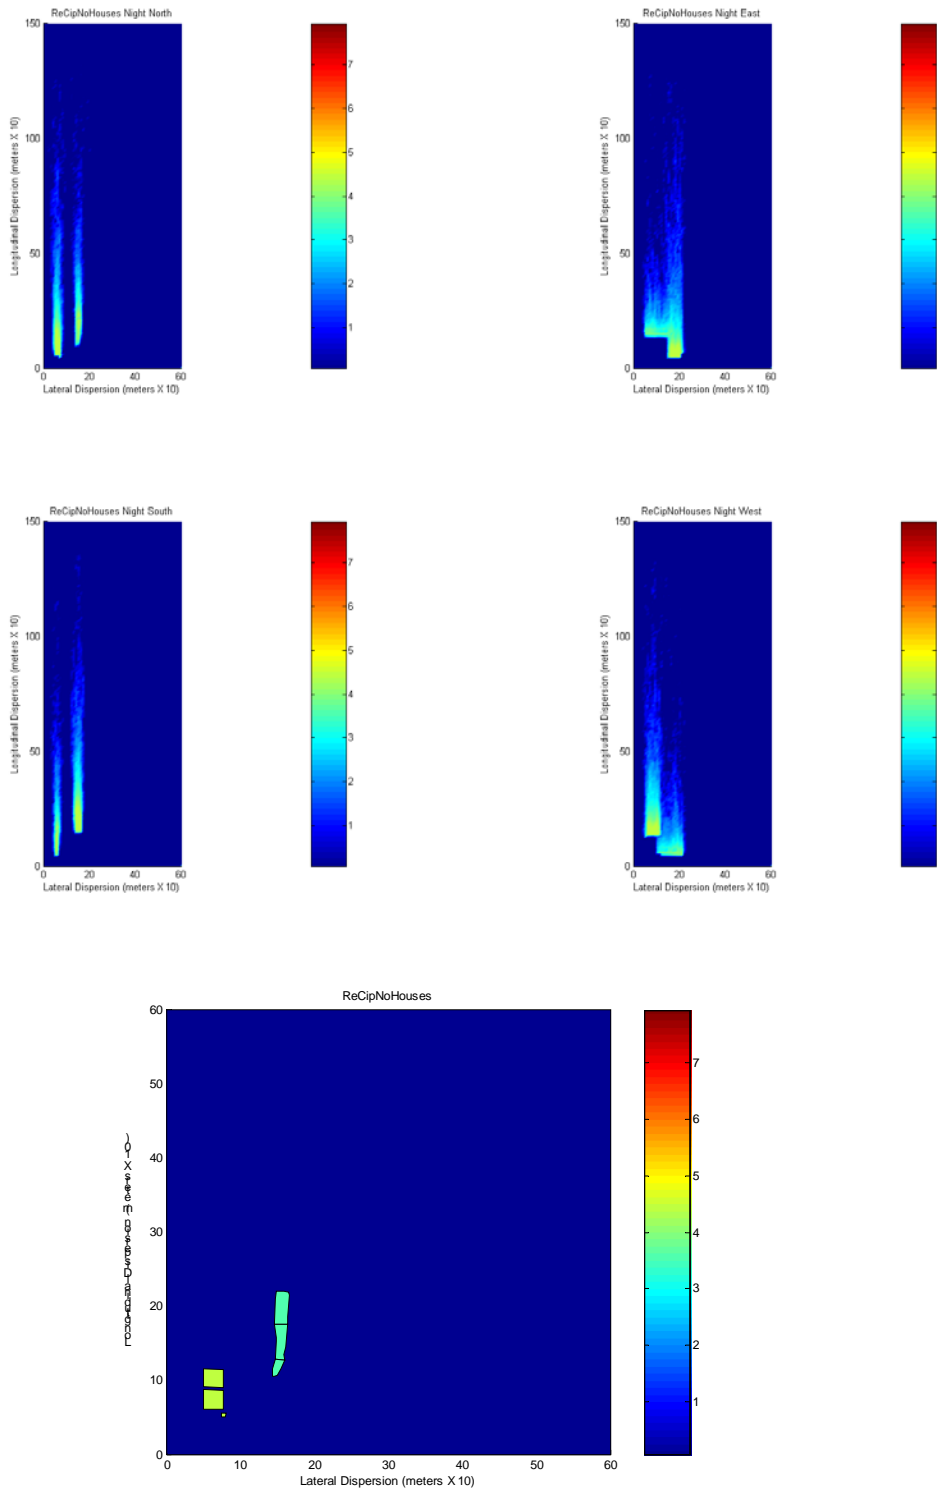 ReCipNoHouses Night North
150
100
50
0
Longitudinal Dispersion (meters X 10)
0 20 40 60
Lateral Dispersion (meters X 10)
7
6
5
4
3
2
1
ReCipNoHouses Night East
150
100
50
0
Longitudinal Dispersion (meters X 10)
0 20 40 60
Lateral Dispersion (meters X 10)
ReCipNoHouses Night South
150
100
50
0
Longitudinal Dispersion (meters X 10)
0 20 40 60
Lateral Dispersion (meters X 10)
7
6
5
4
3
2
1
ReCipNoHouses Night West
150
100
50
0
Longitudinal Dispersion (meters X 10)
0 20 40 60
Lateral Dispersion (meters X 10)
ReCipNoHouses
60
50
40
30
20
10
0
Longitudinal Dispersion (meters X 10)
0 10 20 30 40 50 60
Lateral Dispersion (meters X 10)
7
6
5
4
3
2
1